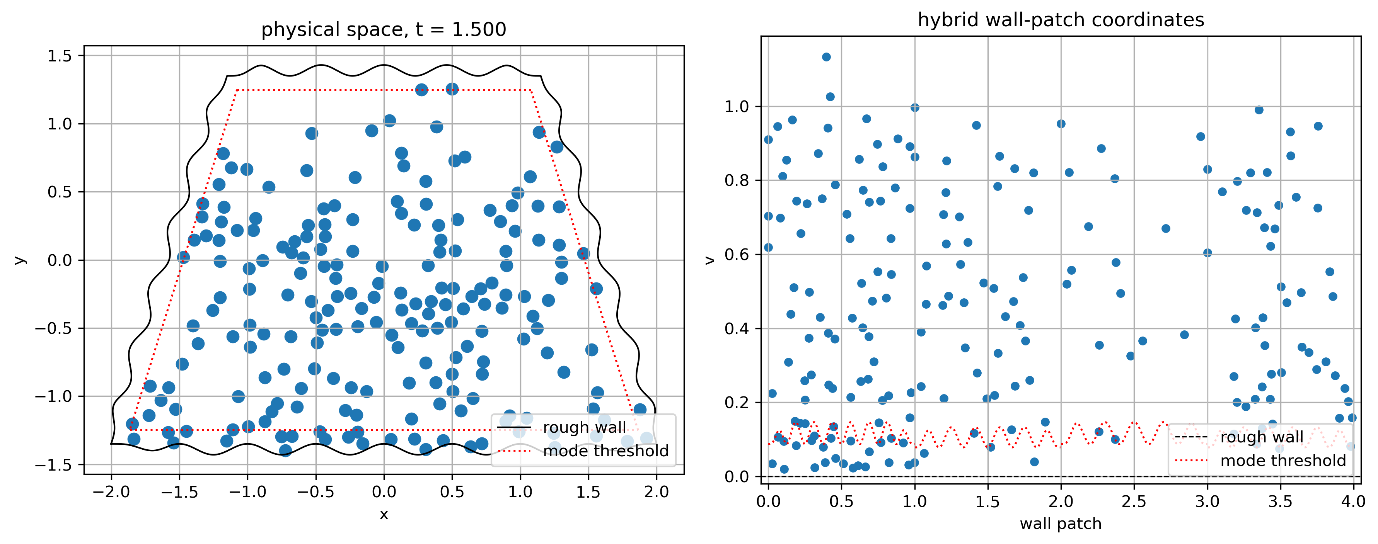 physical space, t = 1.500
1.5
1.0
0.5
0.0
−0.5
−1.0
−1.5
y
−2.0 −1.5 −1.0 −0.5 0.0 0.5 1.0 1.5 2.0
x
rough wall
mode threshold
hybrid wall-patch coordinates
1.0
0.8
0.6
0.4
0.2
0.0
v
0.0 0.5 1.0 1.5 2.0 2.5 3.0 3.5 4.0
wall patch
rough wall
mode threshold